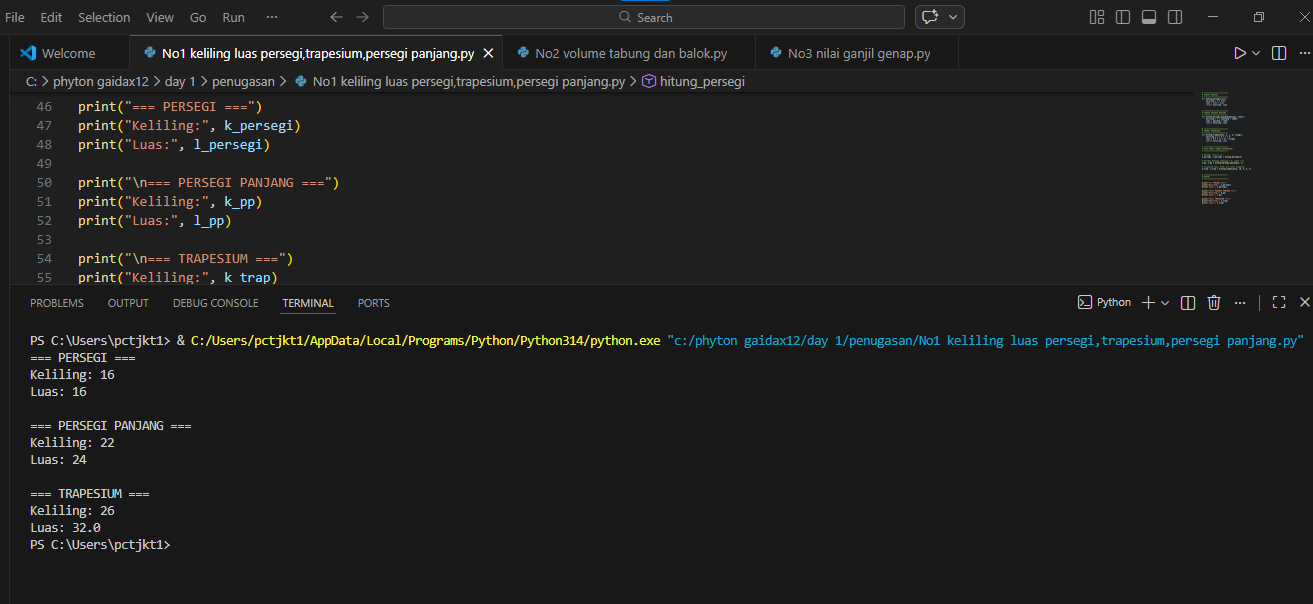 File Edit Selection View Go Run ··· Search
Welcome No1 keliling luas persegi,trapesium,persegi panjang.py No2 volume tabung dan balok.py No3 nilai ganjil genap.py
C: > phyton gaidax12 > day 1 > penugasan > No1 keliling luas persegi,trapesium,persegi panjang.py > hitung_persegi
46 print("=== PERSEGI ===")
47 print("Keliling:", k_persegi)
48 print("Luas:", l_persegi)
49
50 print("\n=== PERSEGI PANJANG ===")
51 print("Keliling:", k_pp)
52 print("Luas:", l_pp)
53
54 print("\n=== TRAPESIUM ===")
55 print("Keliling:", k_trap)
PROBLEMS OUTPUT DEBUG CONSOLE TERMINAL PORTS Python
PS C:\Users\pctjkt1> & C:/Users/pctjkt1/AppData/Local/Programs/Python/Python314/python.exe "c:/phyton gaidax12/day 1/penugasan/No1 keliling luas persegi,trapesium,persegi panjang.py"
=== PERSEGI ===
Keliling: 16
Luas: 16
=== PERSEGI PANJANG ===
Keliling: 22
Luas: 24
=== TRAPESIUM ===
Keliling: 26
Luas: 32.0
PS C:\Users\pctjkt1>